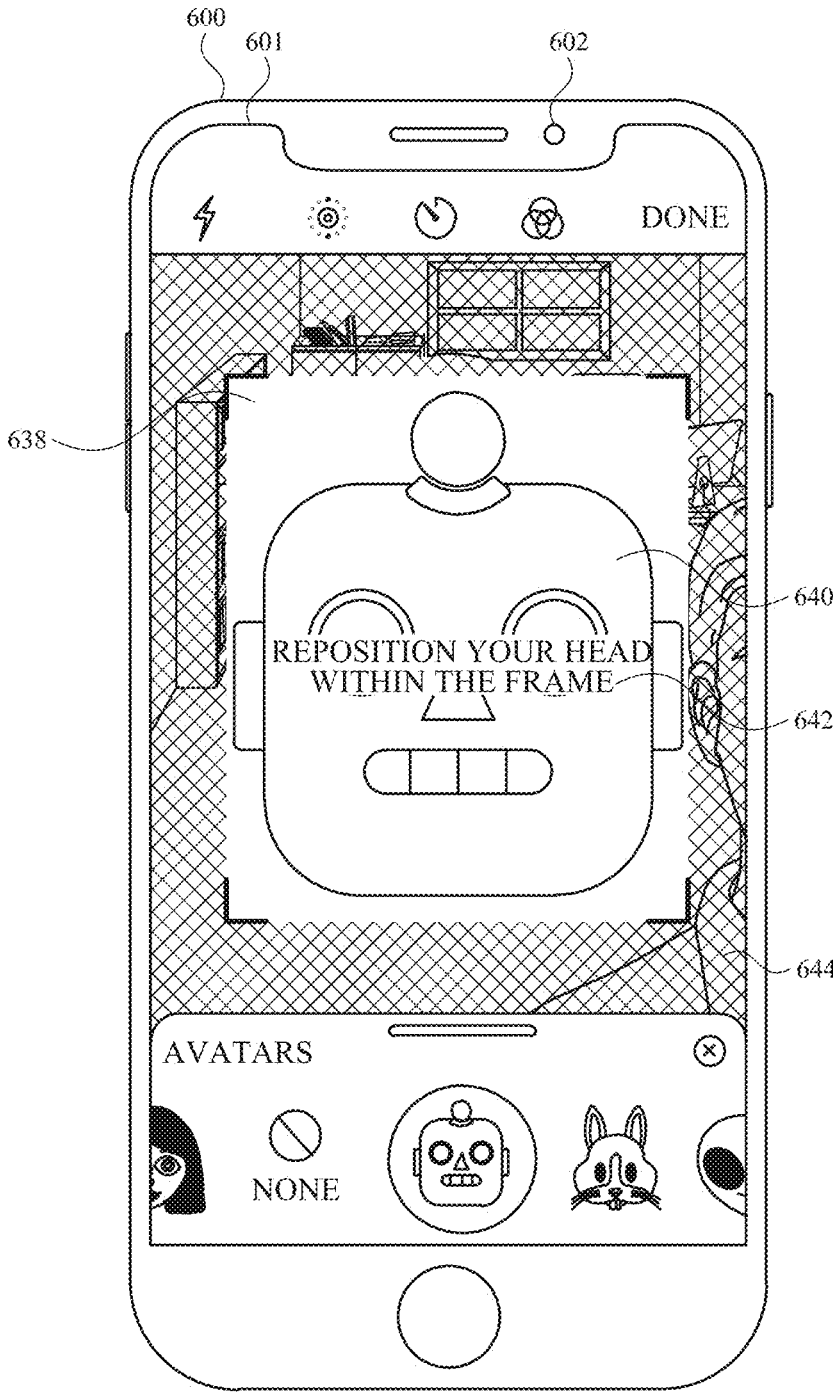 600
601
602
DONE
638
640
REPOSITION YOUR HEAD
WITHIN THE FRAME
642
644
AVATARS
NONE